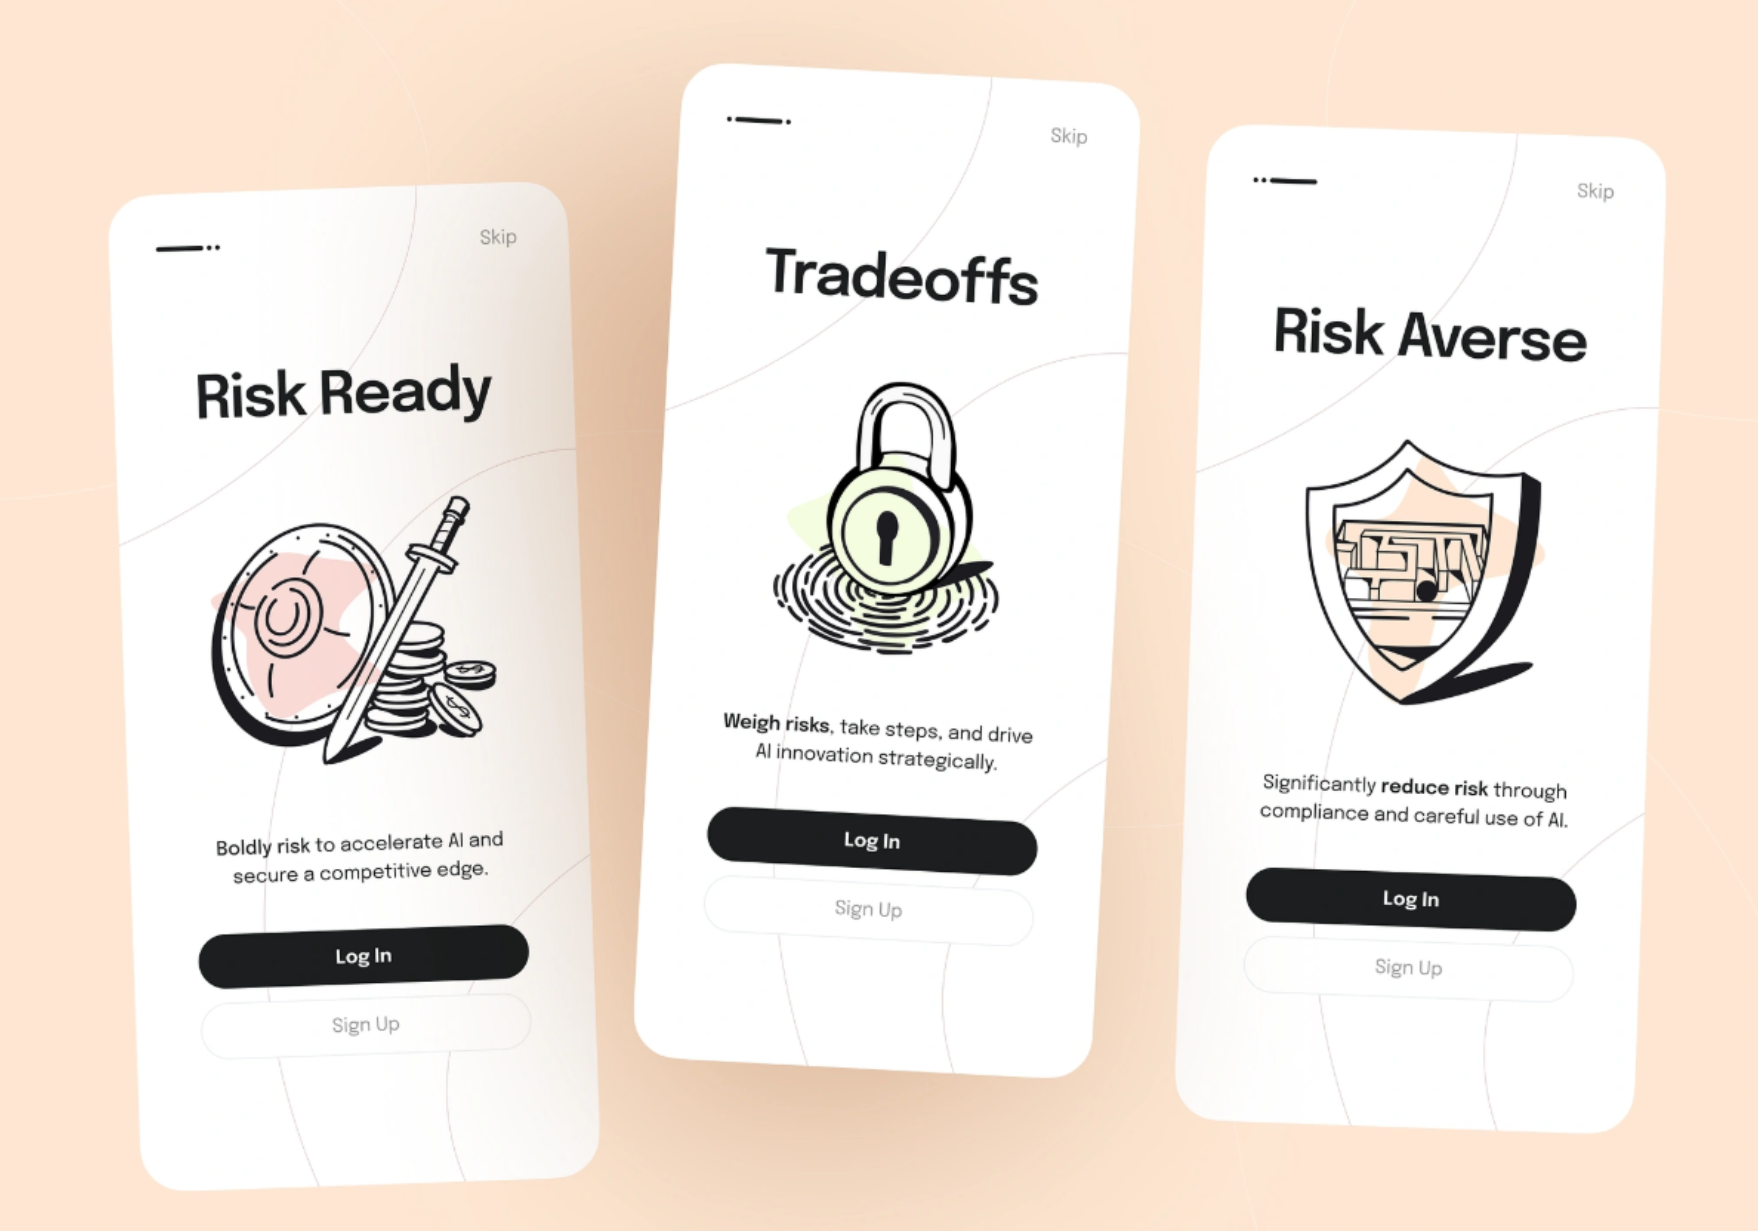 Skip
Risk Ready
Boldly risk to accelerate AI and
secure a competitive edge.
Log In
Sign Up
Skip
Tradeoffs
Weigh risks, take steps, and drive
AI innovation strategically.
Log In
Sign Up
Skip
Risk Averse
Significantly reduce risk through
compliance and careful use of AI.
Log In
Sign Up